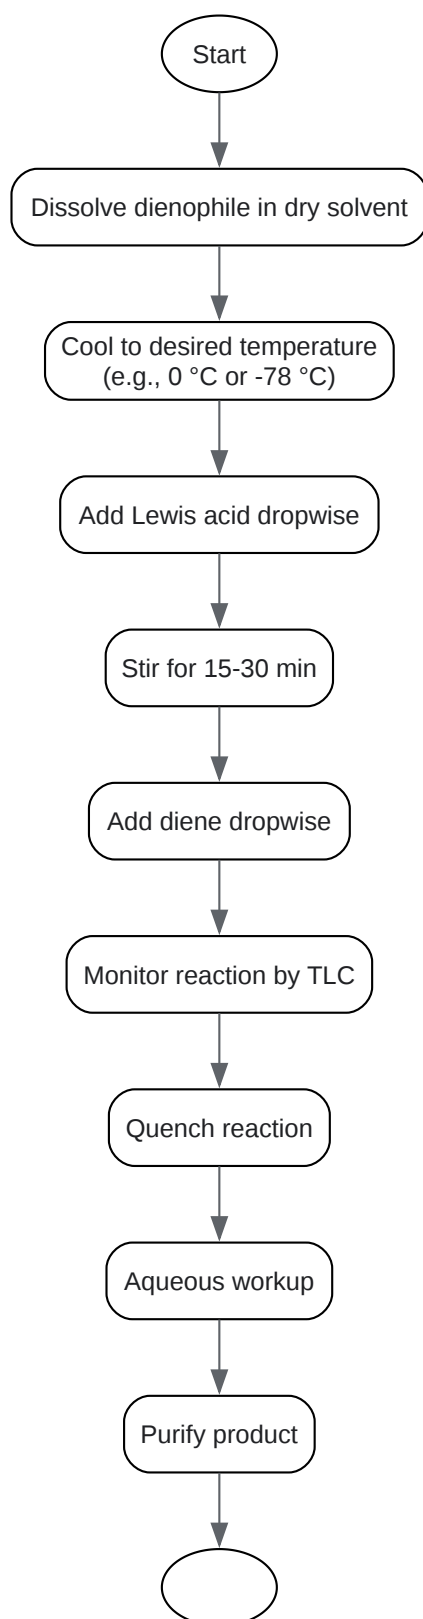 Start
Dissolve dienophile in dry solvent
Cool to desired temperature
(e.g., 0 °C or -78 °C)
Add Lewis acid dropwise
Stir for 15-30 min
Add diene dropwise
Monitor reaction by TLC
Quench reaction
Aqueous workup
Purify product